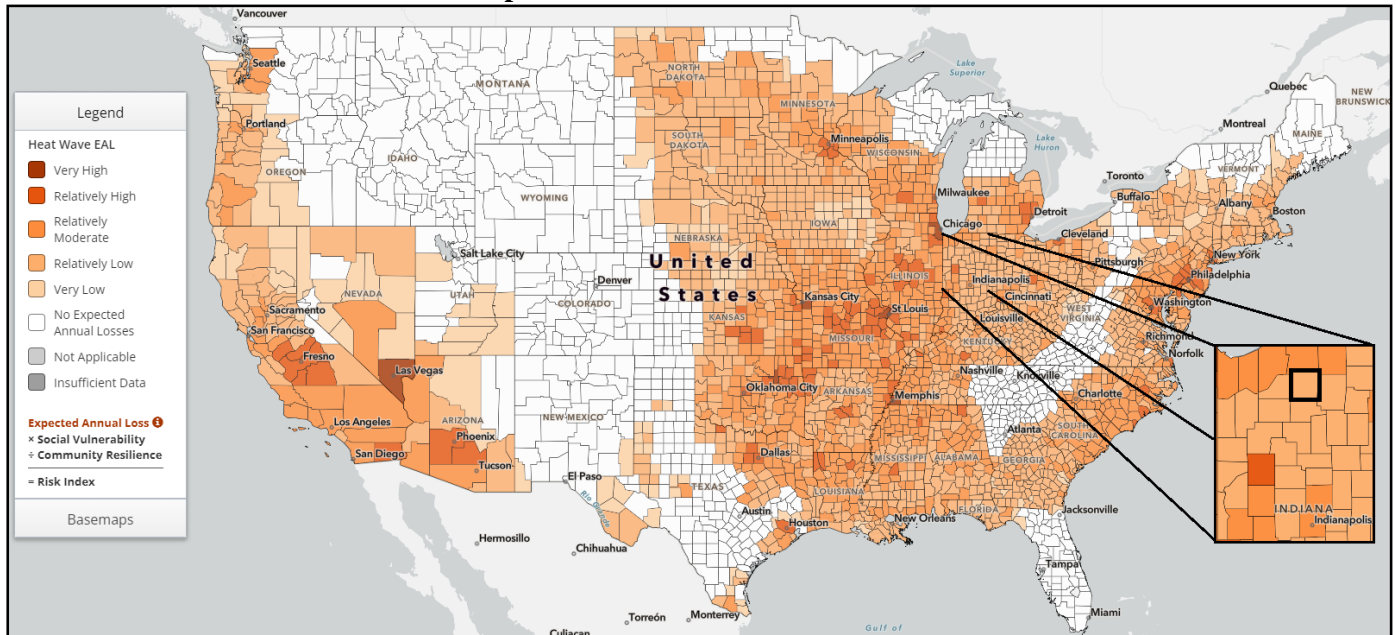 Legend
Heat Wave EAL
Very High
Relatively High
Relatively
Moderate
Relatively Low
Very Low
No Expected
Annual Losses
Not Applicable
Insufficient Data
Expected Annual Loss
× Social Vulnerability
÷ Community Resilience
= Risk Index
Basemaps
Vancouver
Seattle
Portland
OREGON
IDAHO
MONTANA
WYOMING
NORTH
DAKOTA
SOUTH
DAKOTA
MINNESOTA
Minneapolis
WISCONSIN
Lake
Superior
Lake
Huron
Quebec
NEW
BRUNSWICK
Montreal
MAINE
VERMONT
Toronto
Buffalo
Albany
Boston
Milwaukee
Chicago
Detroit
Cleveland
Pittsburgh
New York
Philadelphia
Washington
WEST
VIRGINIA
Richmond
Norfolk
IOWA
NEBRASKA
United
States
ILLINOIS
Indianapolis
Cincinnati
Louisville
KENTUCKY
Salt Lake City
NEVADA
UTAH
Denver
COLORADO
KANSAS
Kansas City
St Louis
MISSOURI
Sacramento
San Francisco
Fresno
Las Vegas
Los Angeles
San Diego
ARIZONA
Phoenix
Tucson
NEW MEXICO
El Paso
Rio Grande
Oklahoma City
ARKANSAS
Memphis
Nashville
Knoxville
Charlotte
SOUTH
CAROLINA
Atlanta
GEORGIA
ALABAMA
MISSISSIPPI
Dallas
TEXAS
LOUISIANA
Austin
Houston
New Orleans
FLORIDA
Jacksonville
Tampa
Miami
Hermosillo
Chihuahua
Torreón
Monterrey
Culiacan
Gulf of
INDIANA
Indianapolis